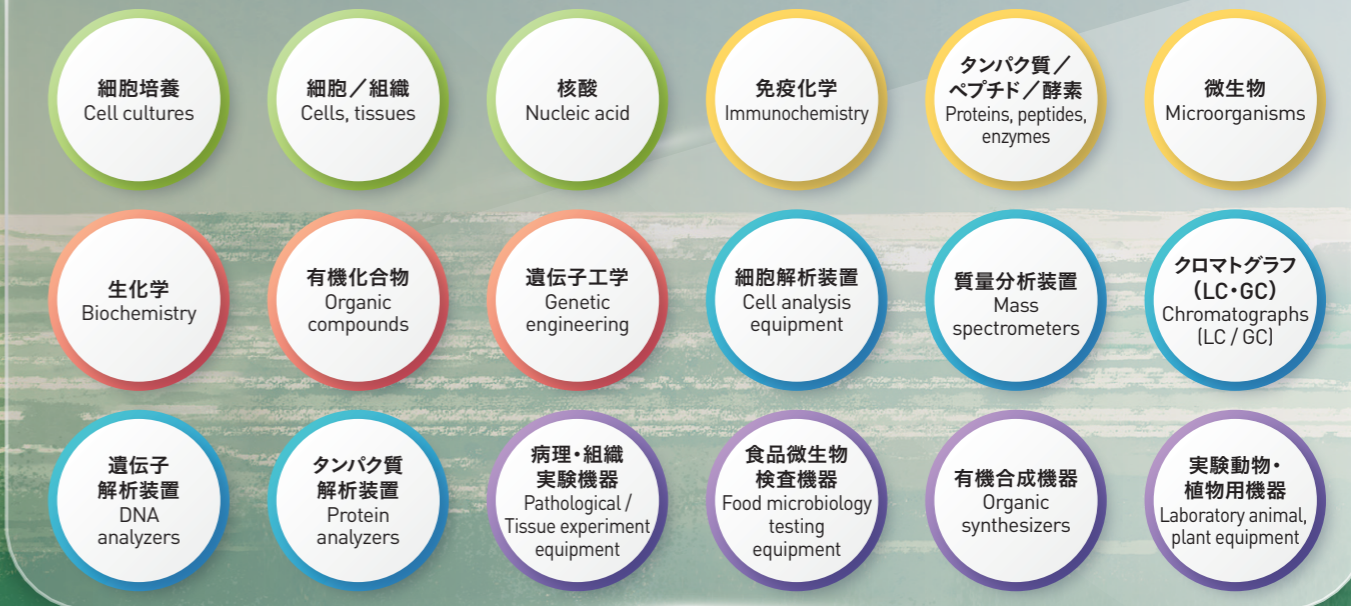 細胞培養
Cell cultures
細胞／組織
Cells, tissues
核酸
Nucleic acid
免疫化学
Immunochemistry
タンパク質／
ペプチド／酵素
Proteins, peptides,
enzymes
微生物
Microorganisms
生化学
Biochemistry
有機化合物
Organic
compounds
遺伝子工学
Genetic
engineering
細胞解析装置
Cell analysis
equipment
質量分析装置
Mass
spectrometers
クロマトグラフ
（LC・GC）
Chromatographs
(LC / GC)
遺伝子
解析装置
DNA
analyzers
タンパク質
解析装置
Protein
analyzers
病理・組織
実験機器
Pathological /
Tissue experiment
equipment
食品微生物
検査機器
Food microbiology
testing
equipment
有機合成機器
Organic
synthesizers
実験動物・
植物用機器
Laboratory animal,
plant equipment